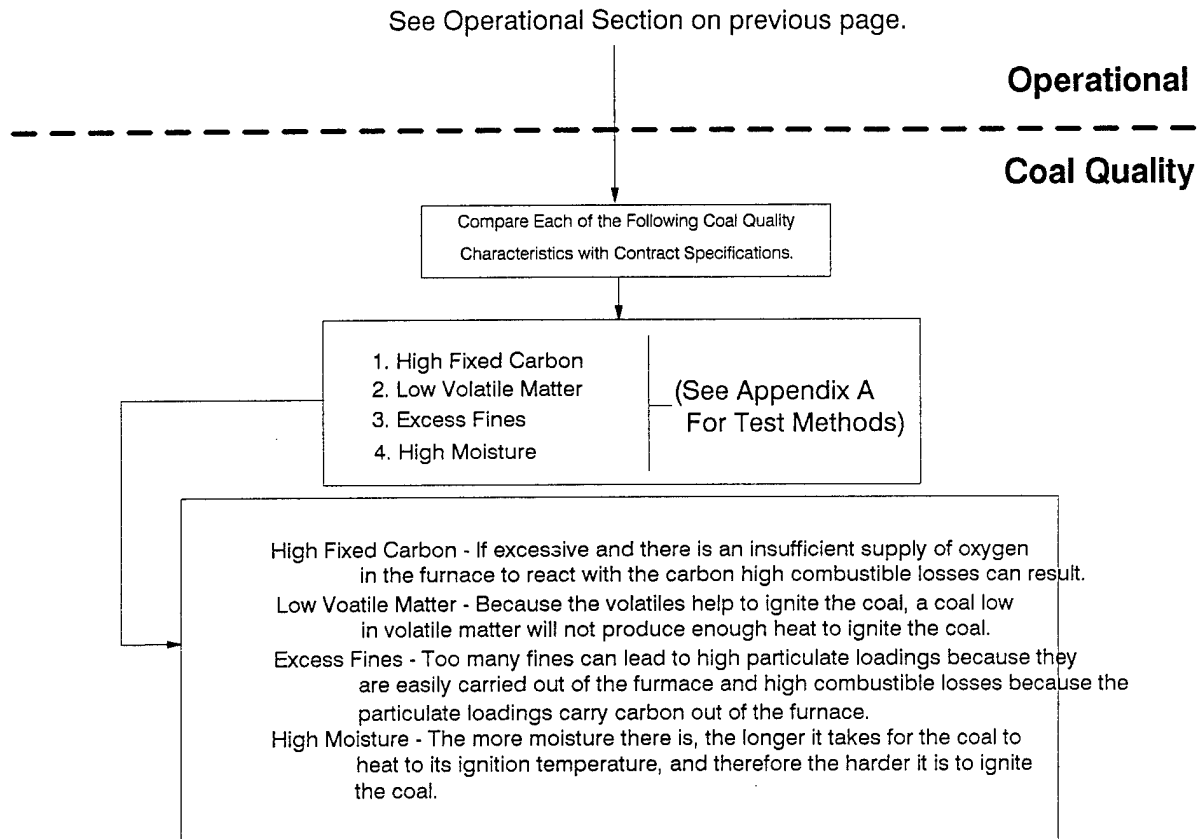 See Operational Section on previous page.
Operational
Coal Quality
Compare Each of the Following Coal Quality
Characteristics with Contract Specifications.
1. High Fixed Carbon
2. Low Volatile Matter
3. Excess Fines
4. High Moisture
(See Appendix A
For Test Methods)
High Fixed Carbon - If excessive and there is an insufficient supply of oxygen
in the furnace to react with the carbon high combustible losses can result.
Low Voatile Matter - Because the volatiles help to ignite the coal, a coal low
in volatile matter will not produce enough heat to ignite the coal.
Excess Fines - Too many fines can lead to high particulate loadings because they
are easily carried out of the furmace and high combustible losses because the
particulate loadings carry carbon out of the furnace.
High Moisture - The more moisture there is, the longer it takes for the coal to
heat to its ignition temperature, and therefore the harder it is to ignite
the coal.